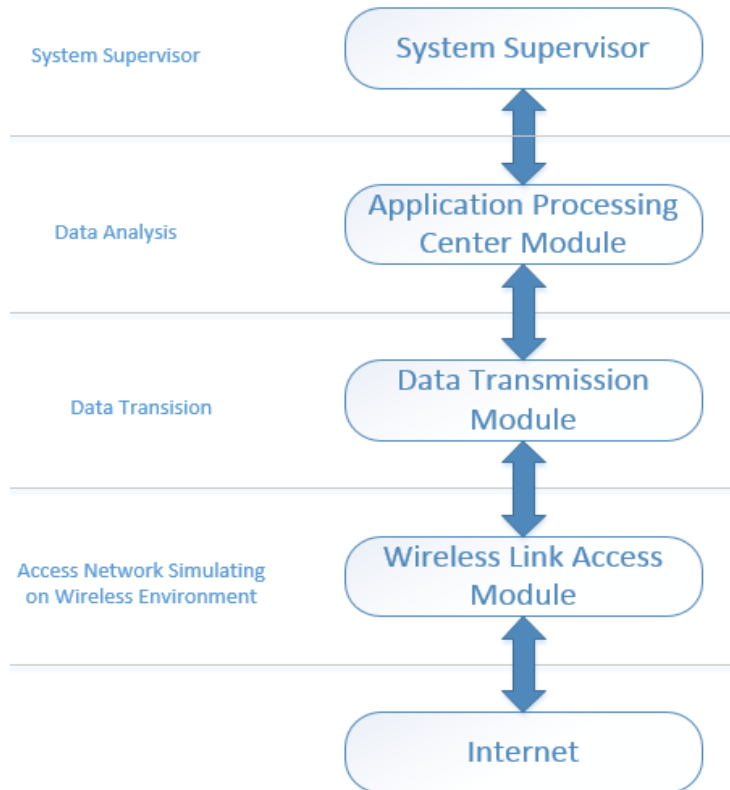 System Supervisor
System Supervisor
Data Analysis
Application Processing
Center Module
Data Transision
Data Transmission
Module
Access Network Simulating
on Wireless Environment
Wireless Link Access
Module
Internet